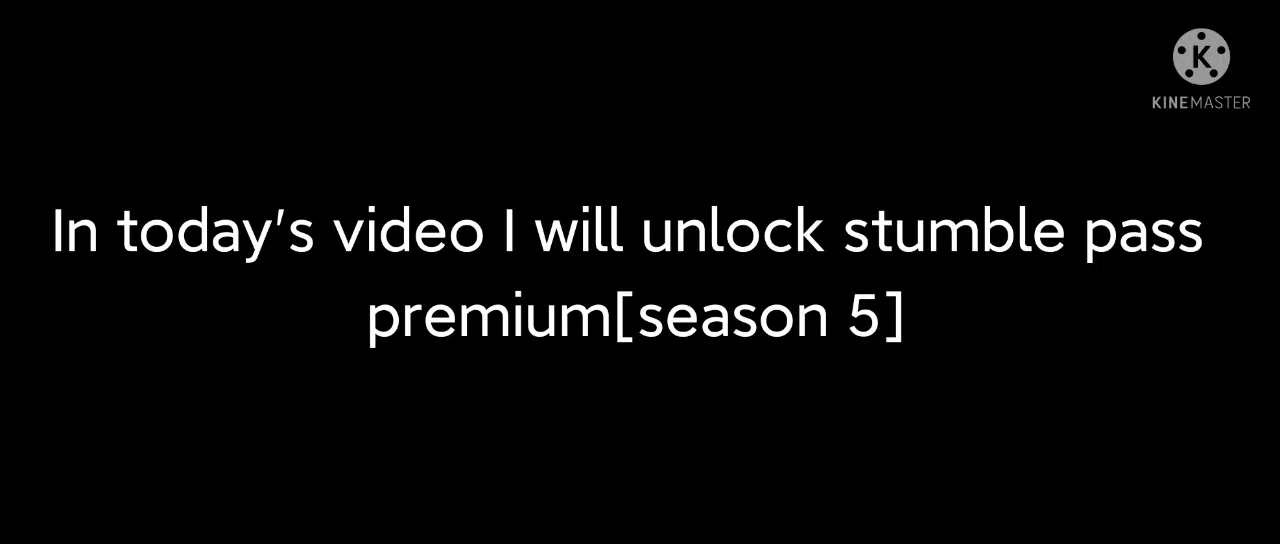 K
KINEMASTER
In today's video I will unlock stumble pass
premium[season 5]